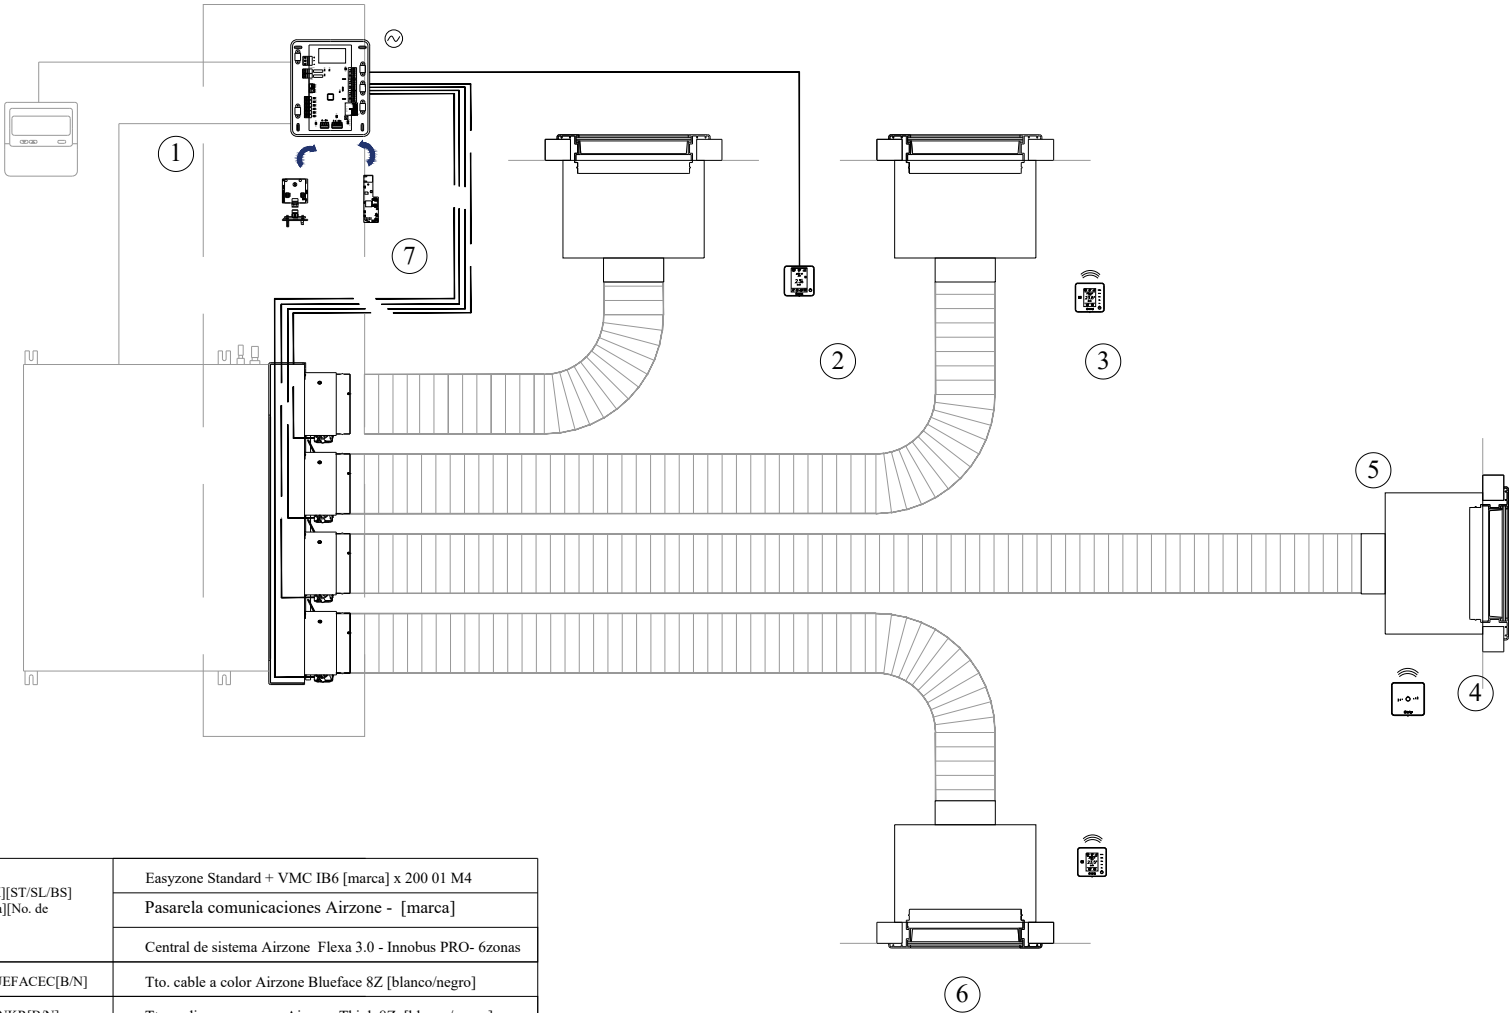 1
7
2
3
5
4
6
][ST/SL/BS]
][No. de
Easyzone Standard + VMC IB6 [marca] x 200 01 M4
Pasarela comunicaciones Airzone - [marca]
Central de sistema Airzone Flexa 3.0 - Innobus PRO- 6zonas
UEFACEC[B/N]
Tto. cable a color Airzone Blueface 8Z [blanco/negro]